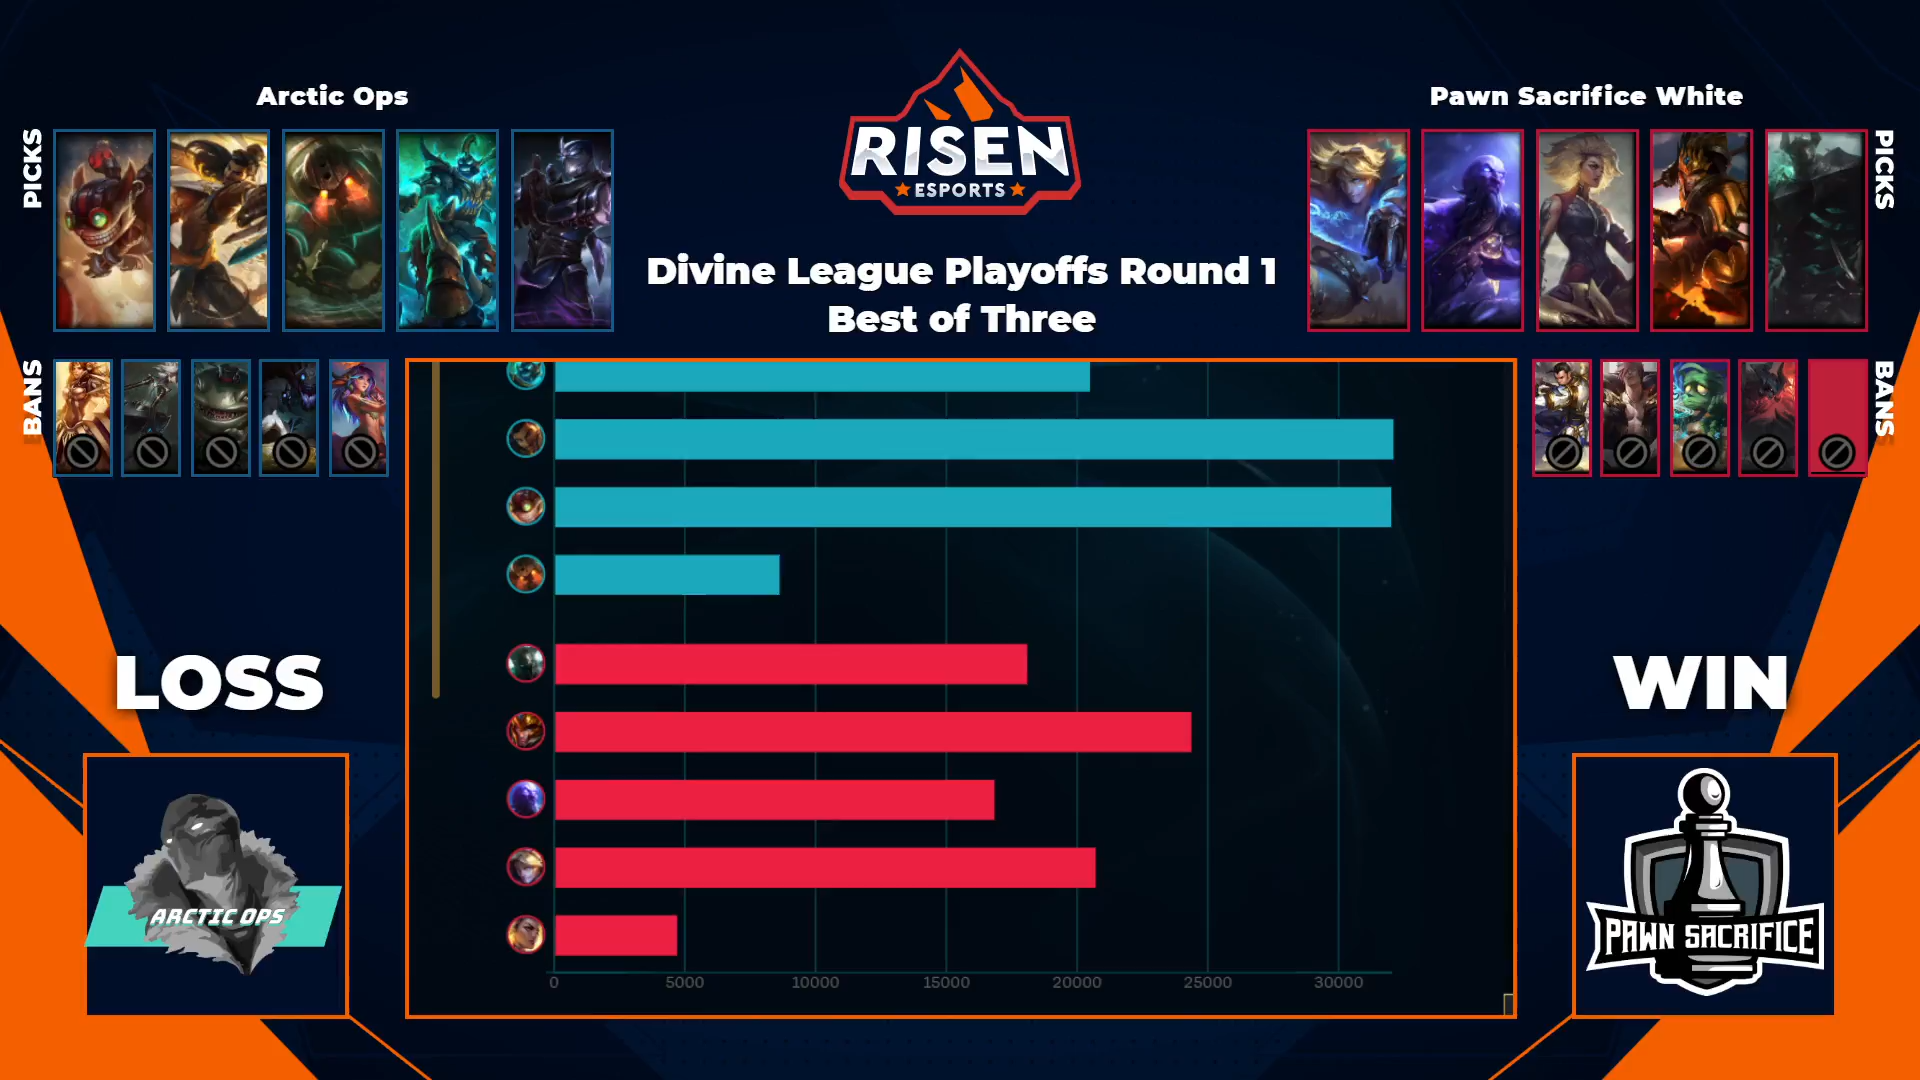 Arctic Ops
Pawn Sacrifice White
PICKS
RISEN
ESPORTS
PICKS
Divine League Playoffs Round 1
Best of Three
BANS
BANS
LOSS
WIN
ARCTIC OPS
PAWN SACRIFICE
0 5000 10000 15000 20000 25000 30000